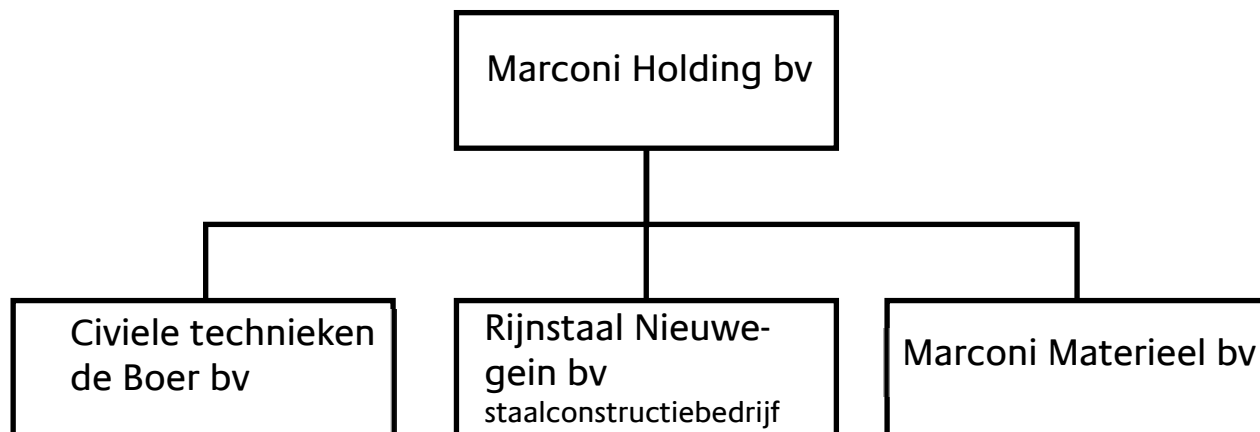 Marconi Holding bv
Civiele technieken
de Boer bv
Rijnstaal Nieuwe-
gein bv
staalconstructiebedrijf
Marconi Materieel bv